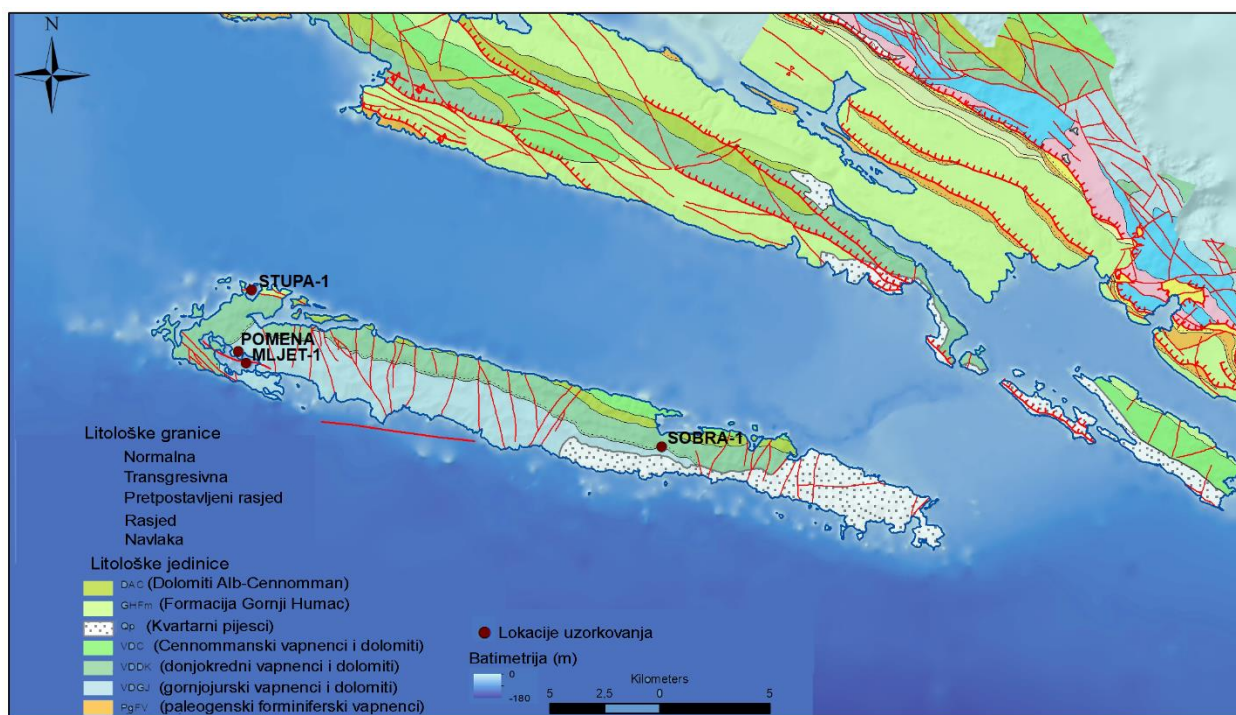 N
STUPA-1
POMENA
MLJET-1
SOBRA-1
Litološke granice
Normalna
Transgresivna
Pretpostavljeni rasjed
Rasjed
Navlaka
Litološke jedinice
DAC (Dolomiti Alb-Cennomman)
GHFm (Formacija Gornji Humac)
Qp (Kvartarni pijesci)
VDC (Cennommanski vapnenci i dolomiti)
VDDK (donjokredni vapnenci i dolomiti)
VDGJ (gornjojurski vapnenci i dolomiti)
PgFV (paleogenski forminiferski vapnenci)
Lokacije uzorkovanja
Batimetrija (m)
0
-180
Kilometers
5 2,5 0 5